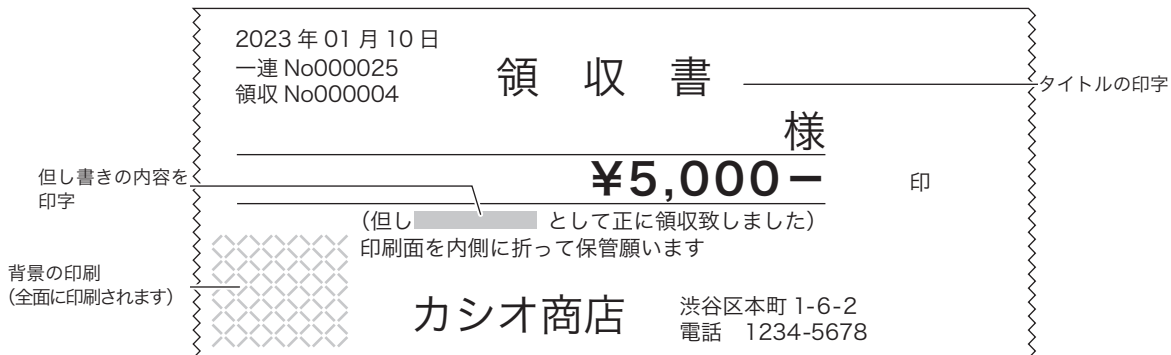 2023 年 01 月 10 日
一連 No000025
領収 No000004
領 収 書
タイトルの印字
様
但し書きの内容を
印字
¥5,000−
印
(但し として正に領収致しました)
印刷面を内側に折って保管願います
背景の印刷
(全面に印刷されます)
カシオ商店
渋谷区本町 1-6-2
電話 1234-5678